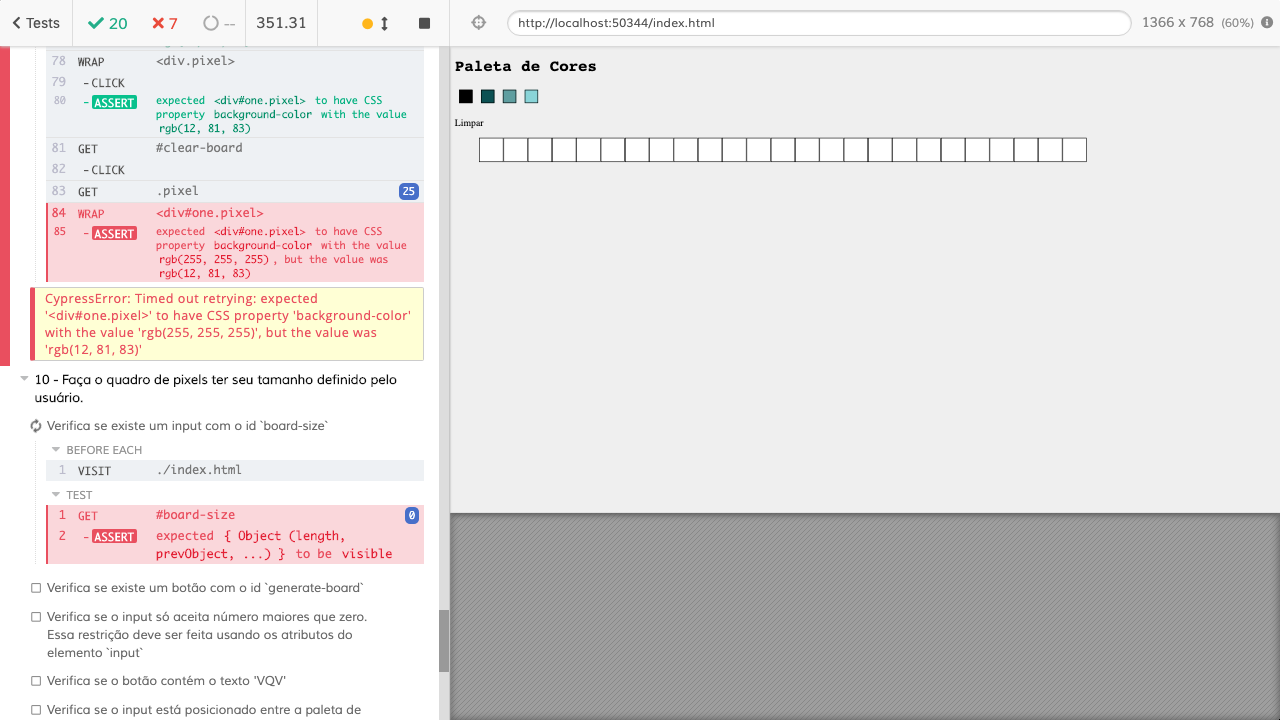 Tests
20
7
--
351.31
http://localhost:50344/index.html
1366 x 768 (60%)
78 WRAP <div.pixel>
79 -CLICK
80 -ASSERT expected <div#one.pixel> to have CSS
property background-color with the value
rgb(12, 81, 83)
81 GET #clear-board
82 -CLICK
83 GET .pixel 25
84 WRAP <div#one.pixel>
85 -ASSERT expected <div#one.pixel> to have CSS
property background-color with the value
rgb(255, 255, 255), but the value was
rgb(12, 81, 83)
CypressError: Timed out retrying: expected
'<div#one.pixel>' to have CSS property 'background-color'
with the value 'rgb(255, 255, 255)', but the value was
'rgb(12, 81, 83)'
10 - Faça o quadro de pixels ter seu tamanho definido pelo
usuário.
Verifica se existe um input com o id `board-size`
BEFORE EACH
1 VISIT ./index.html
TEST
1 GET #board-size 0
2 -ASSERT expected { Object (length,
prevObject, ...) } to be visible
Verifica se existe um botão com o id `generate-board`
Verifica se o input só aceita número maiores que zero.
Essa restrição deve ser feita usando os atributos do
elemento `input`
Verifica se o botão contém o texto 'VQV'
Verifica se o input está posicionado entre a paleta de
Paleta de Cores
Limpar